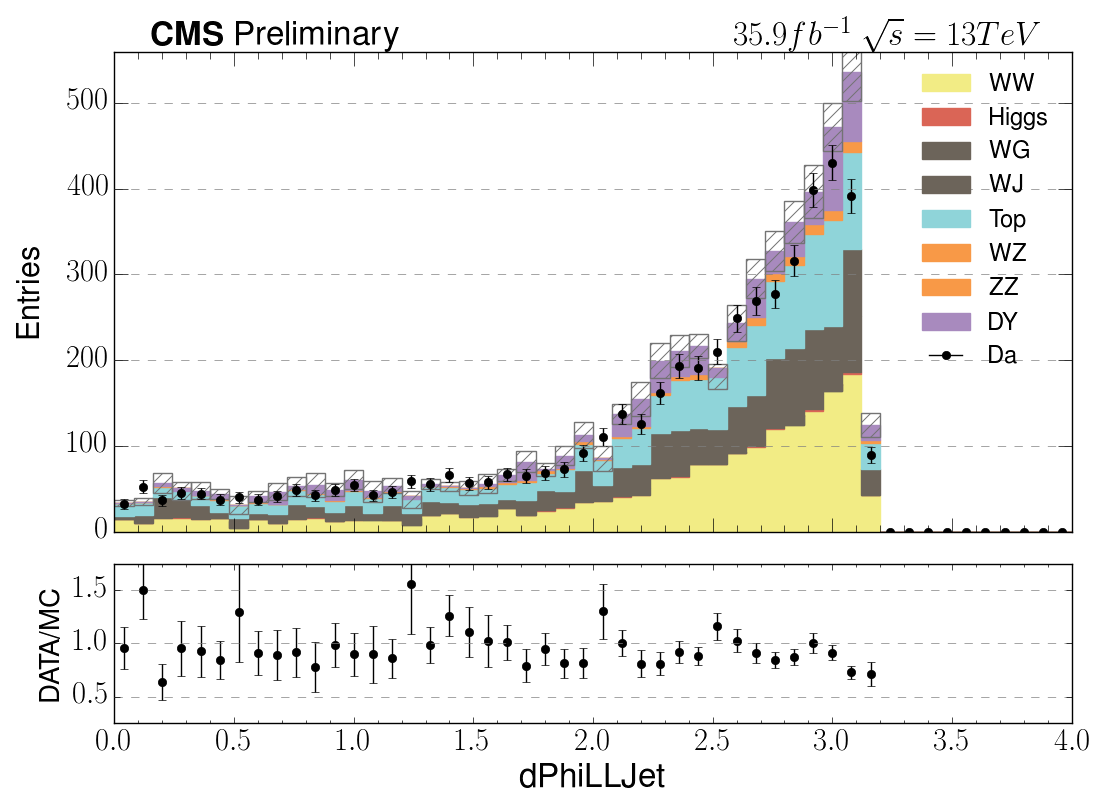 CMS Preliminary 35.9fb⁻¹ √s = 13TeV
500
400
300
200
100
0
Entries
WW
Higgs
WG
WJ
Top
WZ
ZZ
DY
Da
1.5
1.0
0.5
DATA/MC
0.0 0.5 1.0 1.5 2.0 2.5 3.0 3.5 4.0
dPhiLLJet